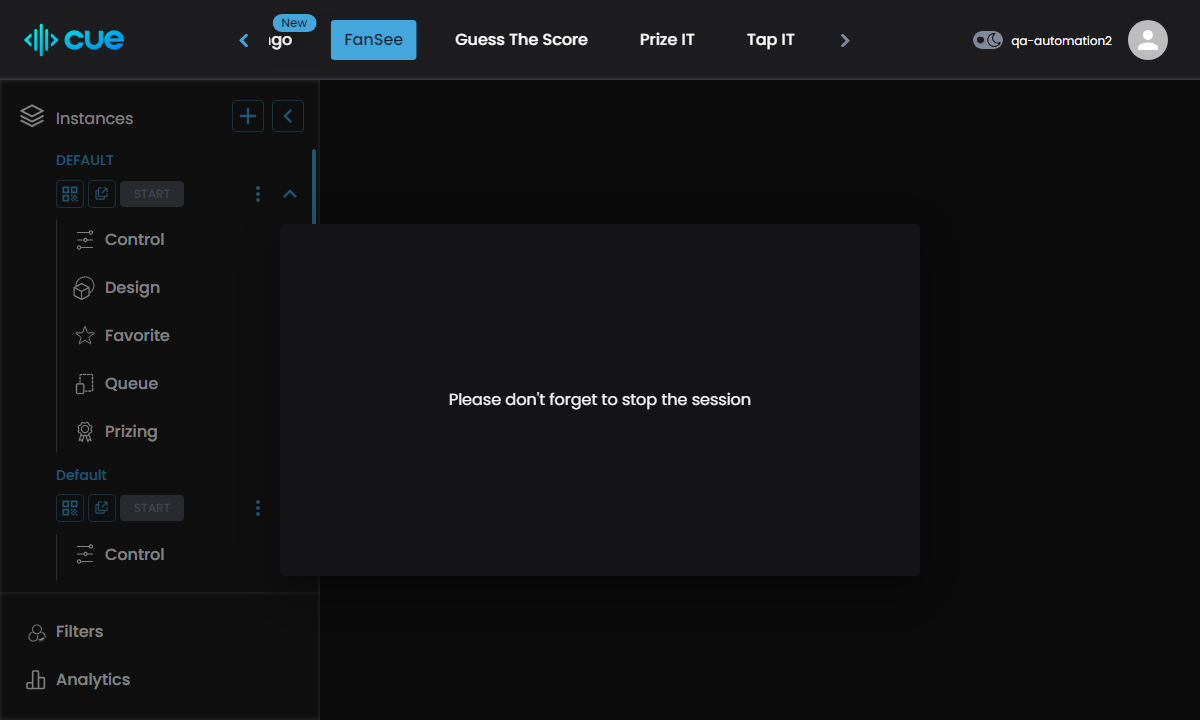 cue
New
ngo
FanSee
Guess The Score
Prize IT
Tap IT
qa-automation2
Instances
DEFAULT
START
Control
Design
Favorite
Queue
Prizing
Default
START
Control
Filters
Analytics
Please don't forget to stop the session